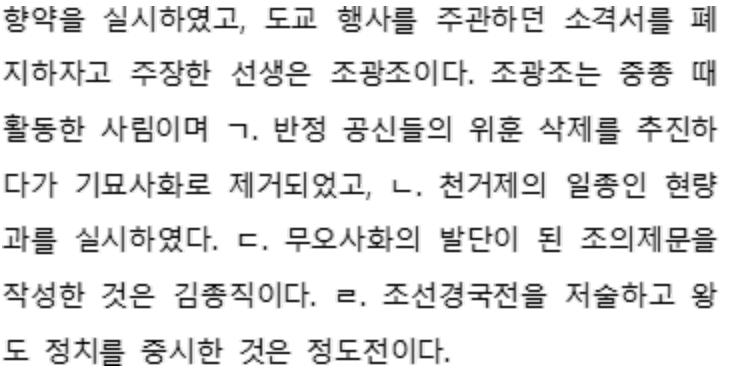 향약을 실시하였고, 도교 행사를 주관하던 소격서를 폐
지하자고 주장한 선생은 조광조이다. 조광조는 중종 때
활동한 사림이며 ㄱ. 반정 공신들의 위훈 삭제를 추진하
다가 기묘사화로 제거되었고, ㄴ. 천거제의 일종인 현량
과를 실시하였다. ㄷ. 무오사화의 발단이 된 조의제문을
작성한 것은 김종직이다. ㄹ. 조선경국전을 저술하고 왕
도 정치를 중시한 것은 정도전이다.